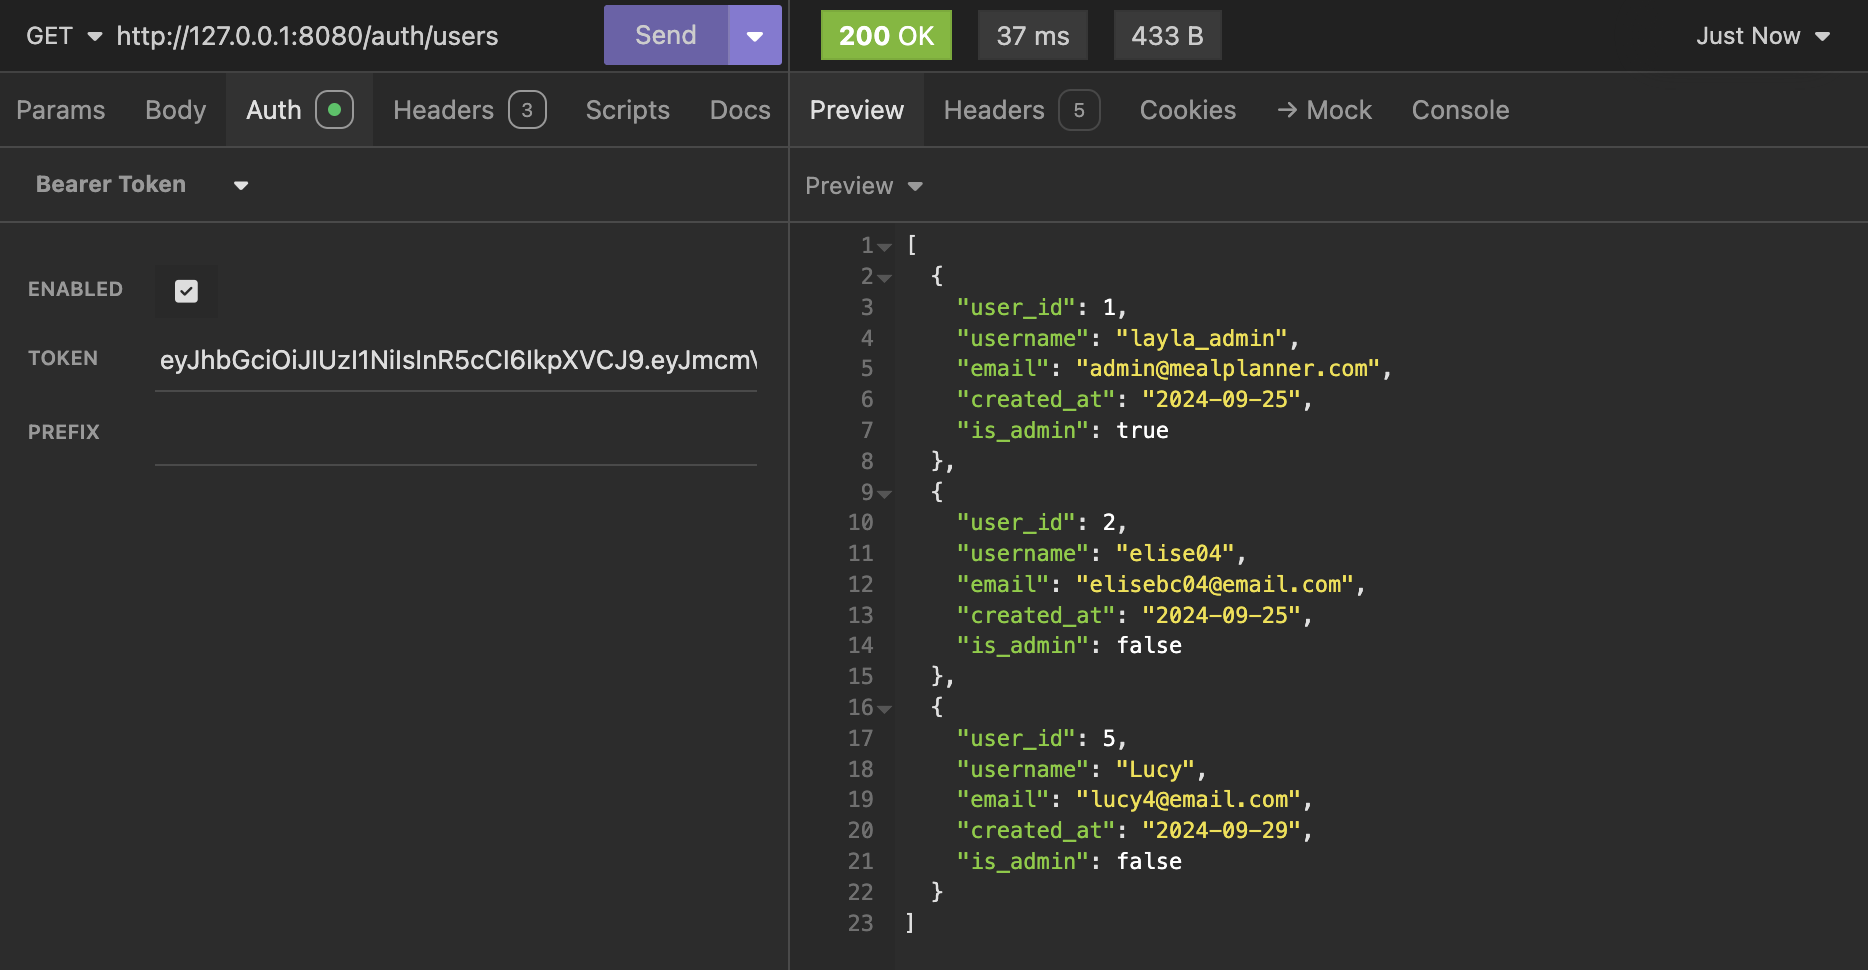 GET http://127.0.0.1:8080/auth/users Send
200 OK 37 ms 433 B Just Now
Params Body Auth Headers 3 Scripts Docs
Preview Headers 5 Cookies → Mock Console
Bearer Token
Preview
ENABLED
TOKEN eyJhbGciOiJIUzI1NiIsInR5cCI6IkpXVCJ9.eyJmcmV
PREFIX
1 [
2 {
3 "user_id": 1,
4 "username": "layla_admin",
5 "email": "admin@mealplanner.com",
6 "created_at": "2024-09-25",
7 "is_admin": true
8 },
9 {
10 "user_id": 2,
11 "username": "elise04",
12 "email": "elisebc04@email.com",
13 "created_at": "2024-09-25",
14 "is_admin": false
15 },
16 {
17 "user_id": 5,
18 "username": "Lucy",
19 "email": "lucy4@email.com",
20 "created_at": "2024-09-29",
21 "is_admin": false
22 }
23 ]